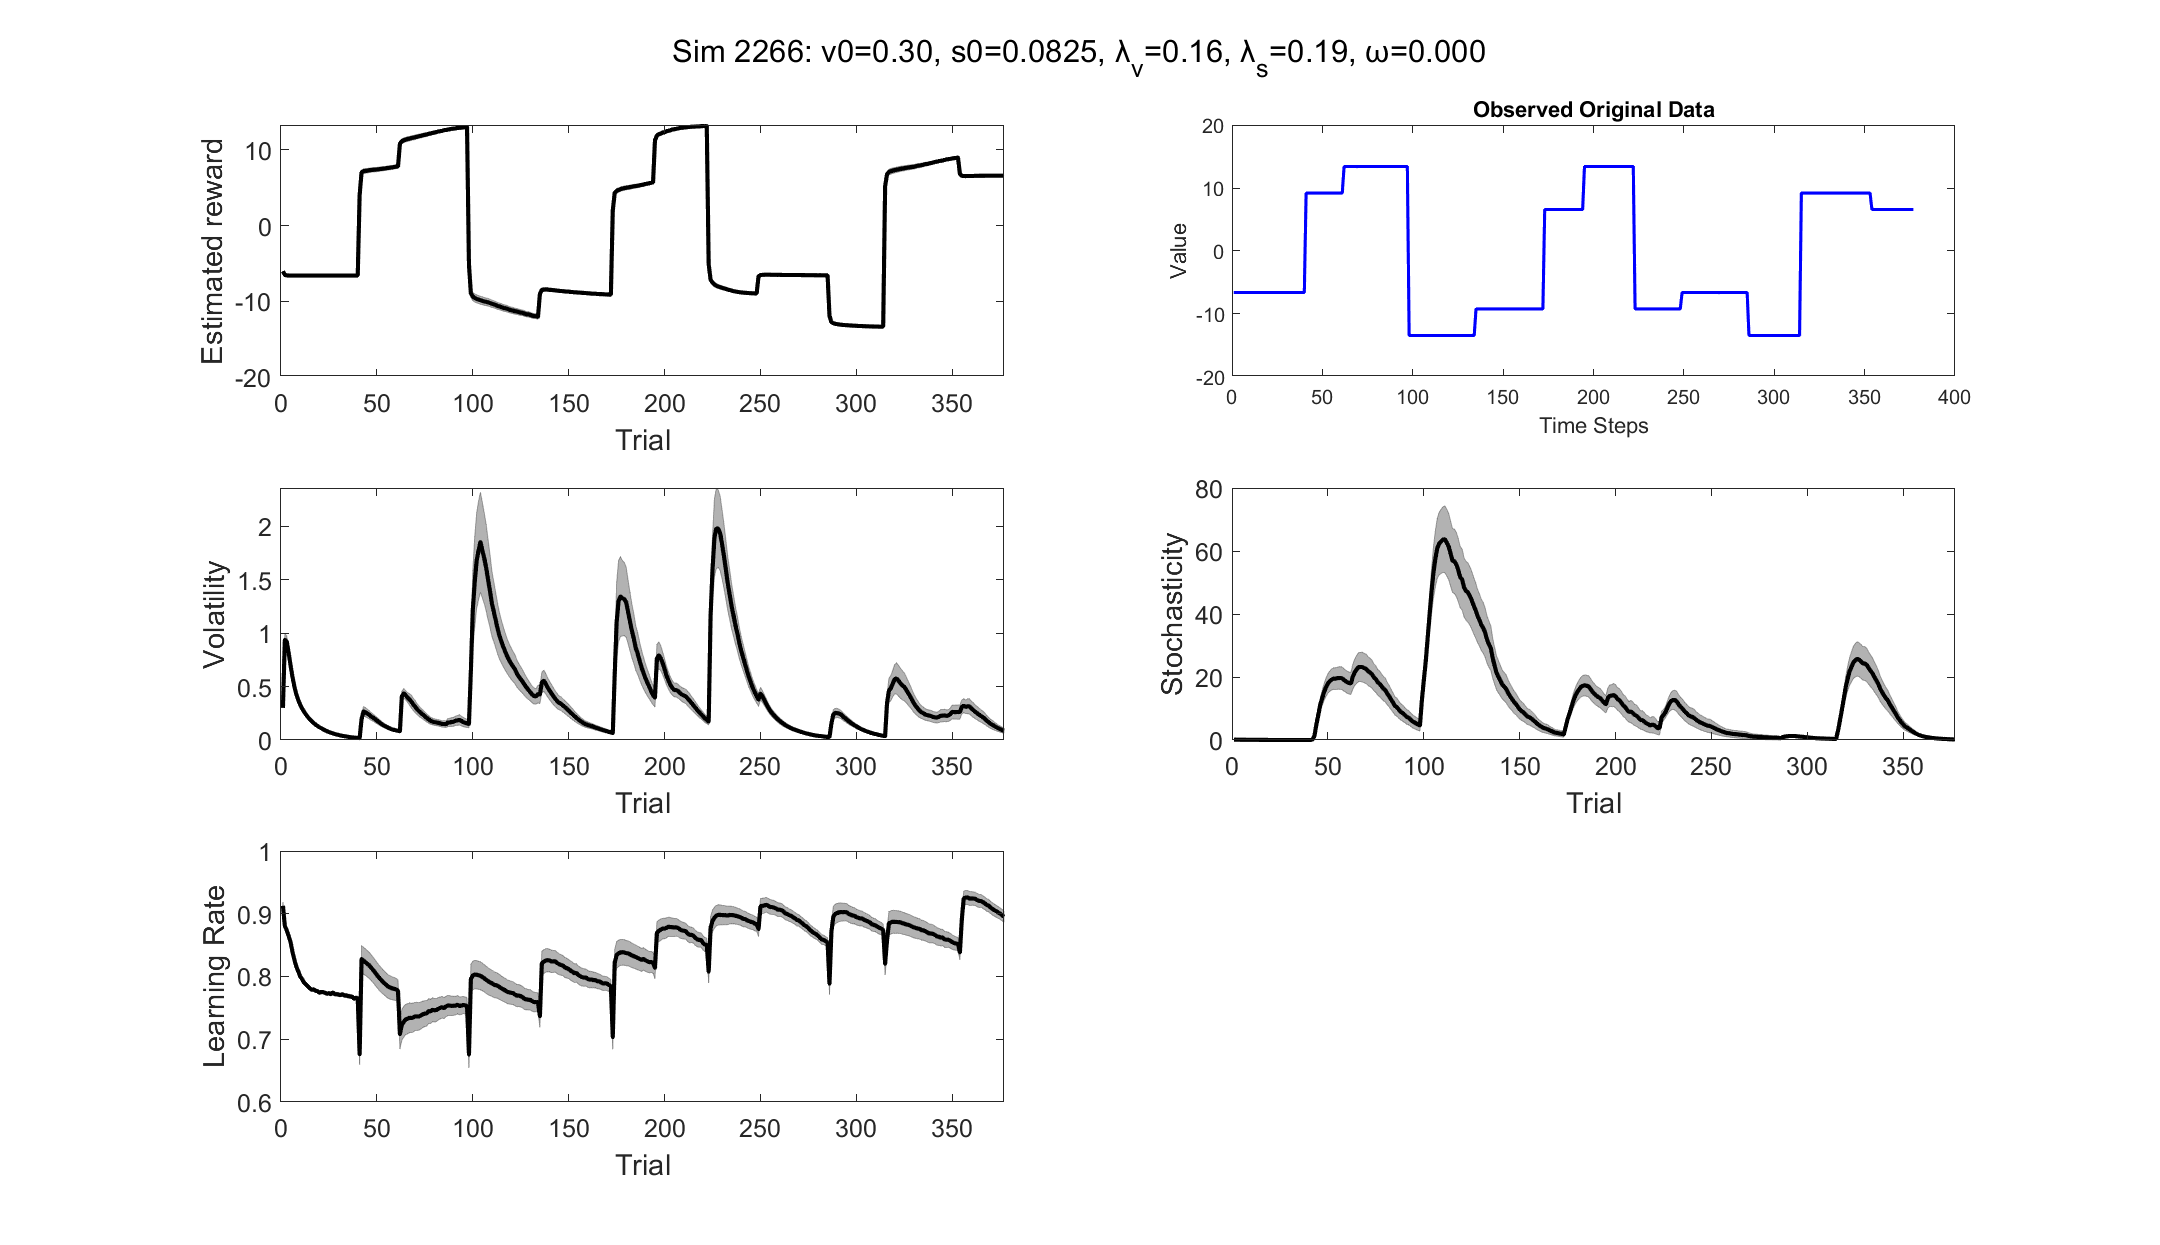 Sim 2266: v0=0.30, s0=0.0825, λ_v=0.16, λ_s=0.19, ω=0.000
Estimated reward
10
0
-10
-20
0 50 100 150 200 250 300 350
Trial
Observed Original Data
Value
20
10
0
-10
-20
0 50 100 150 200 250 300 350 400
Time Steps
Volatility
2
1.5
1
0.5
0
0 50 100 150 200 250 300 350
Trial
Stochasticity
80
60
40
20
0
0 50 100 150 200 250 300 350
Trial
Learning Rate
1
0.9
0.8
0.7
0.6
0 50 100 150 200 250 300 350
Trial